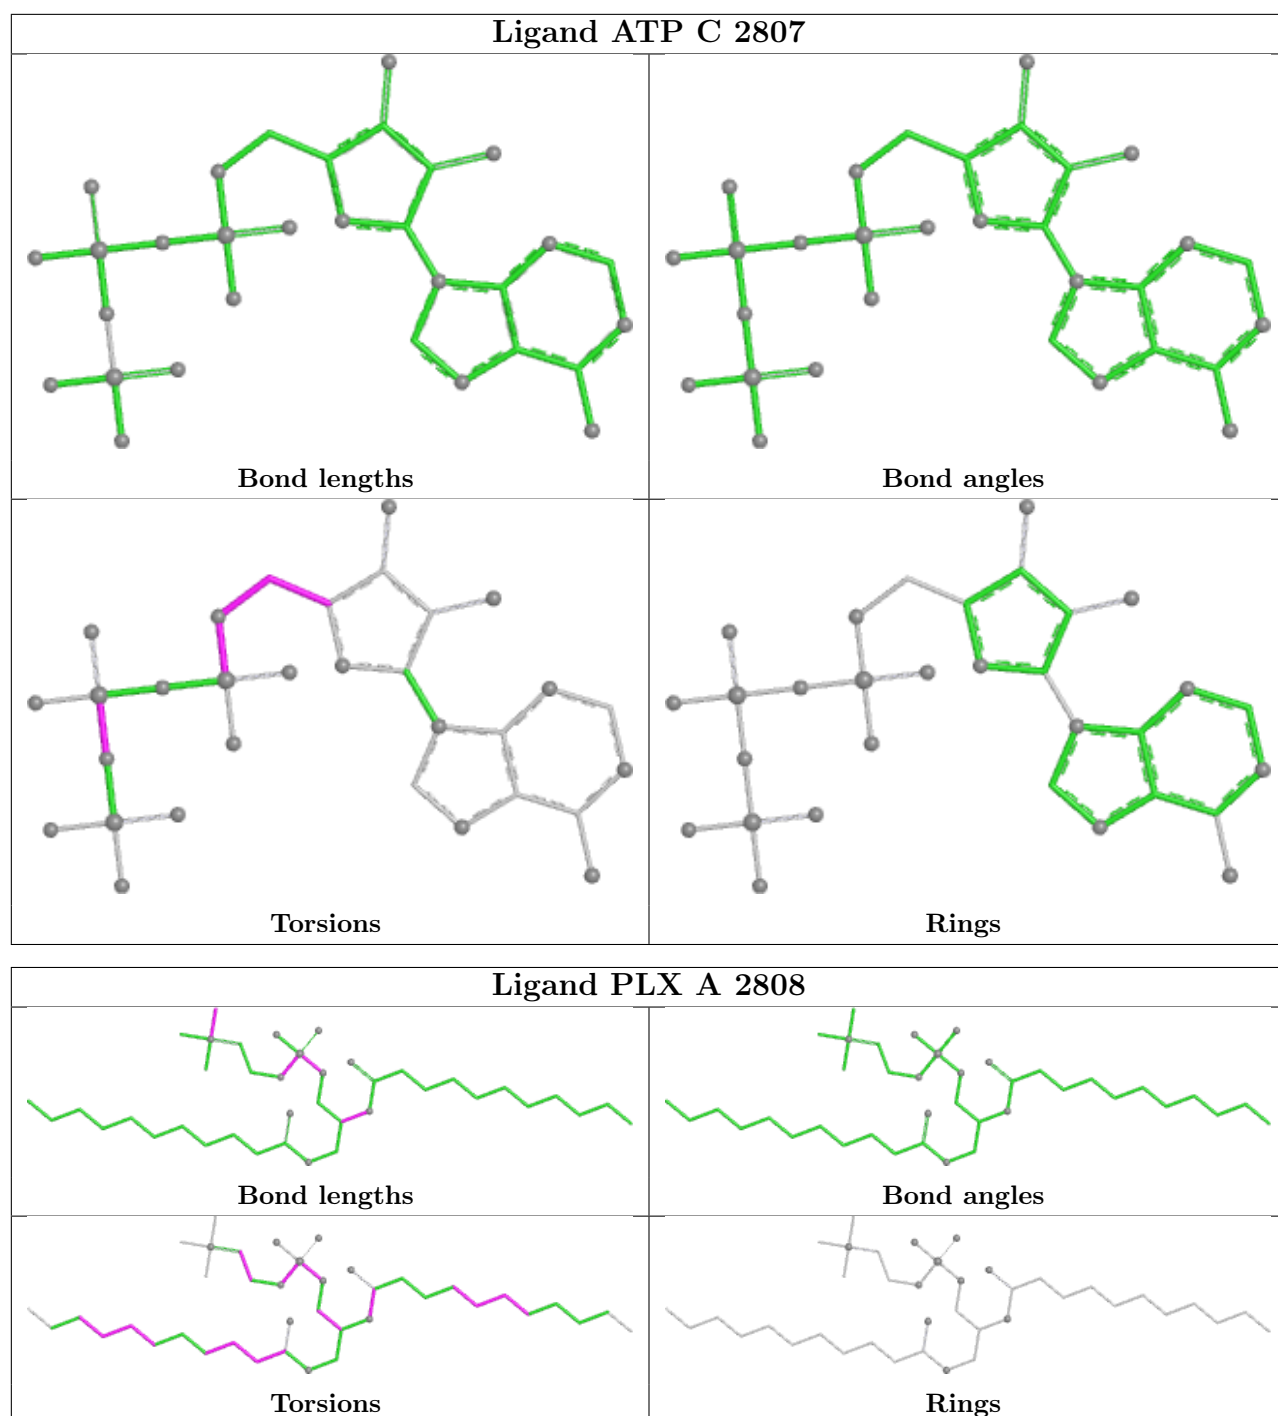 Ligand ATP C 2807
Bond lengths
Bond angles
Torsions
Rings
Ligand PLX A 2808
Bond lengths
Bond angles
Torsions
Rings